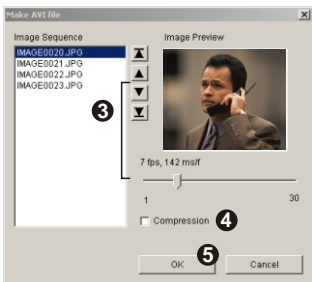 Make AVI file
Image Sequence
Image Preview
IMAGE0020.JPG
IMAGE0021.JPG
IMAGE0022.JPG
IMAGE0023.JPG
3
7 fps, 142 ms/f
1
30
Compression
4
5
OK
Cancel